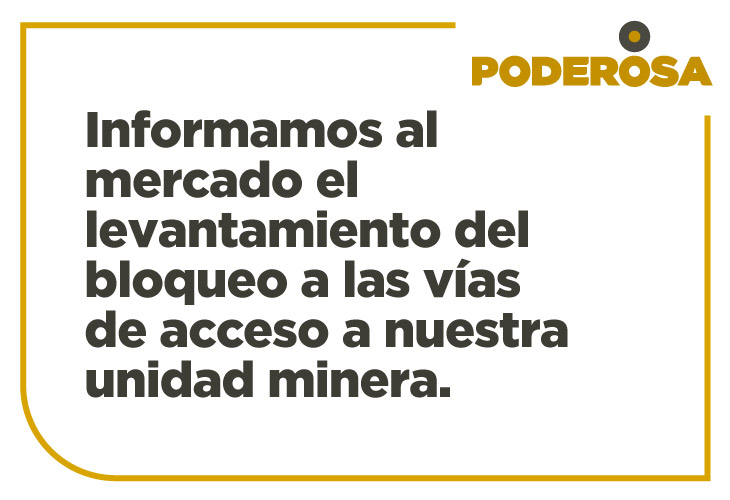 PODEROSA
Informamos al
mercado el
levantamiento del
bloqueo a las vías
de acceso a nuestra
unidad minera.